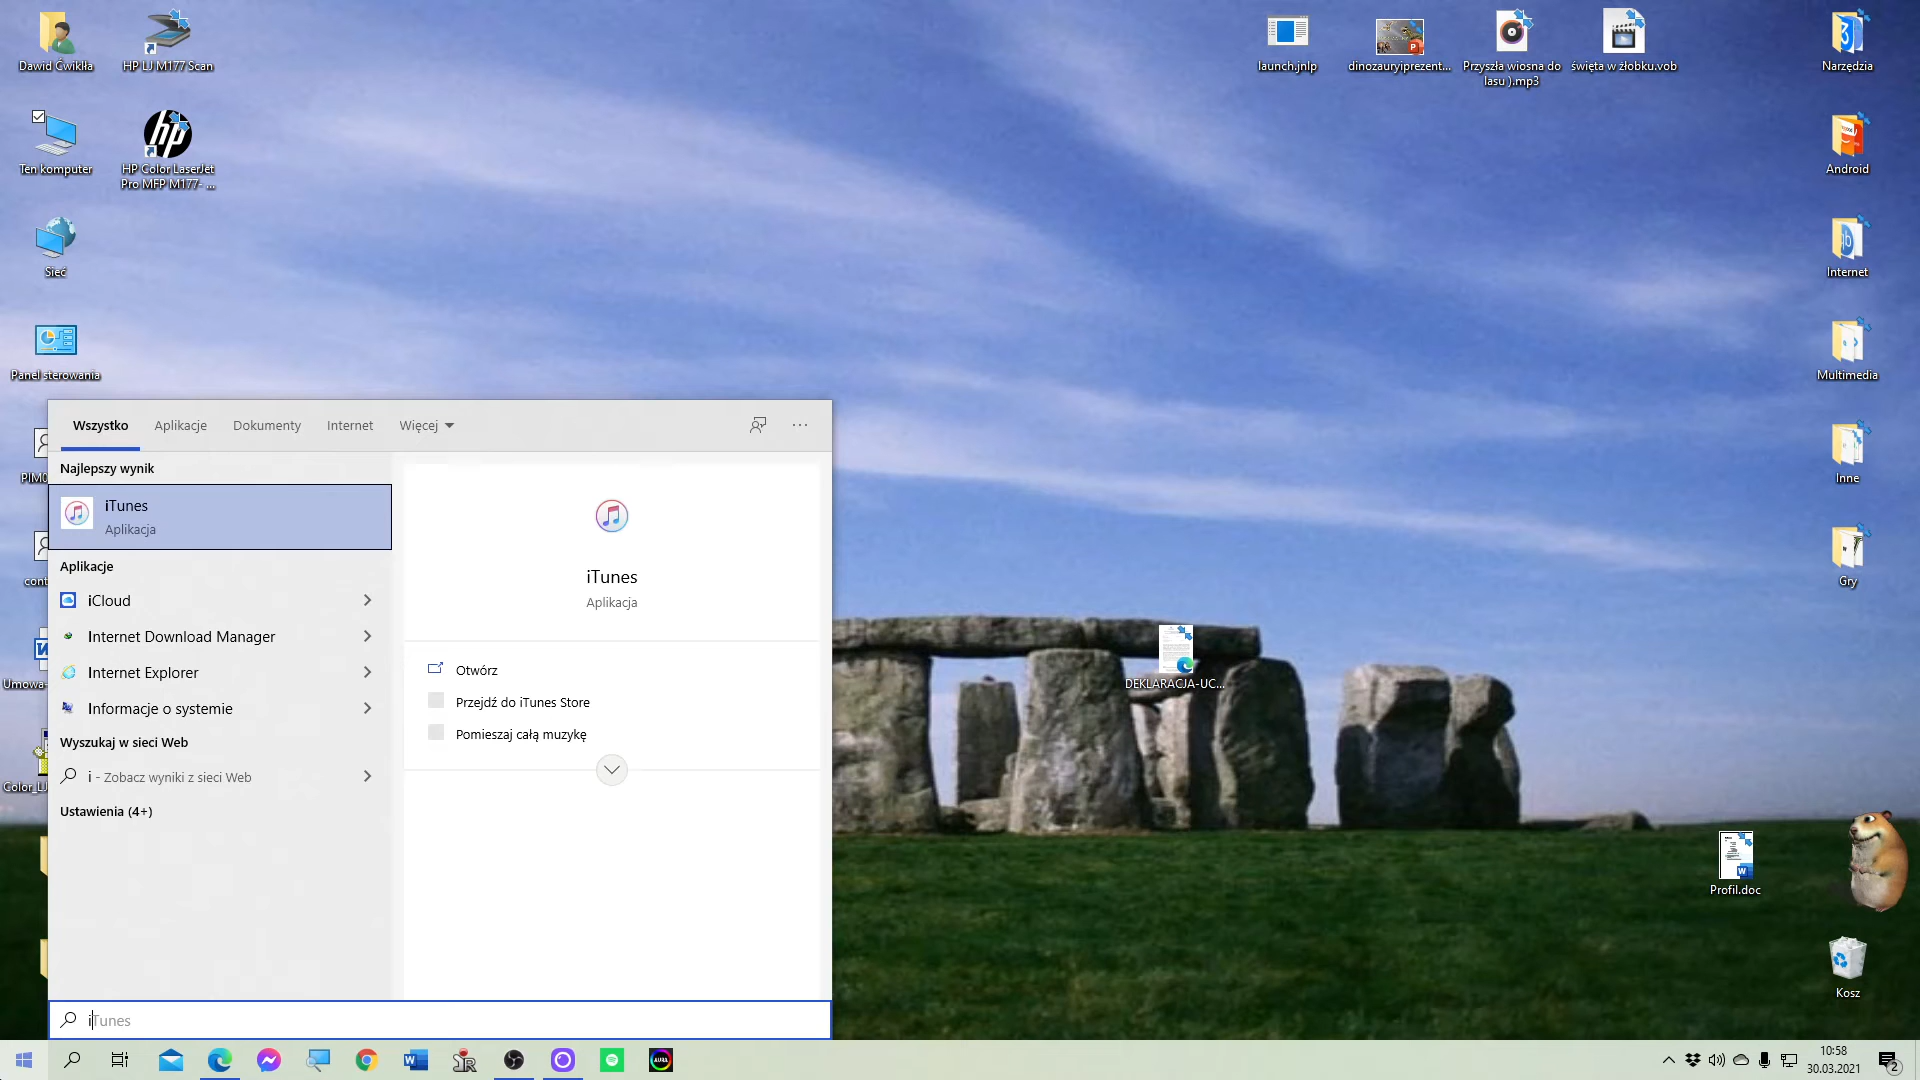 Dawid Ćwikła
HP LJ M177 Scan
launch.jnlp
dinozauryiprezent...
Przyszła wiosna do
lasu ).mp3
święta w żłobku.vob
Narzędzia
Ten komputer
HP Color LaserJet
Pro MFP M177- ...
Android
Sieć
Internet
Panel sterowania
Multimedia
Wszystko
Aplikacje
Dokumenty
Internet
Więcej
Najlepszy wynik
iTunes
Aplikacja
Aplikacje
iCloud
Internet Download Manager
Internet Explorer
Informacje o systemie
Wyszukaj w sieci Web
i - Zobacz wyniki z sieci Web
Ustawienia (4+)
iTunes
Aplikacja
Otwórz
Przejdź do iTunes Store
Pomieszaj całą muzykę
Inne
Gry
DEKLARACJA-UC...
Profil.doc
Kosz
iTunes
10:58
30.03.2021
2